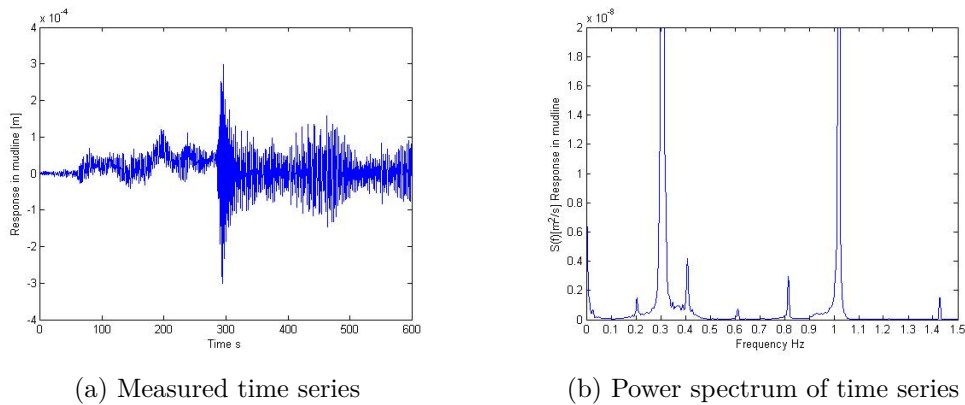 x 10⁻⁴
4
3
2
1
0
-1
-2
-3
-4
Response in mudline [m]
0 100 200 300 400 500 600
Time s
(a) Measured time series
x 10⁻⁸
2
1.8
1.6
1.4
1.2
1
0.8
0.6
0.4
0.2
0
S(f)[m²/s] Response in mudline
0 0.1 0.2 0.3 0.4 0.5 0.6 0.7 0.8 0.9 1 1.1 1.2 1.3 1.4 1.5
Frequency Hz
(b) Power spectrum of time series